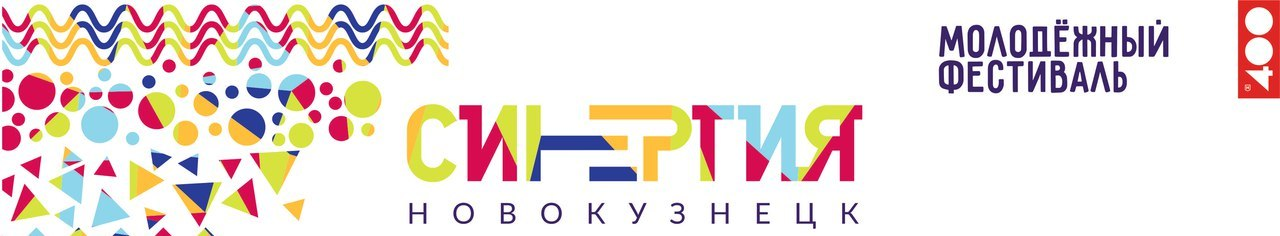 МОЛОДЁЖНЫЙ
ФЕСТИВАЛЬ
400
СИНЕРГИЯ
НОВОКУЗНЕЦК